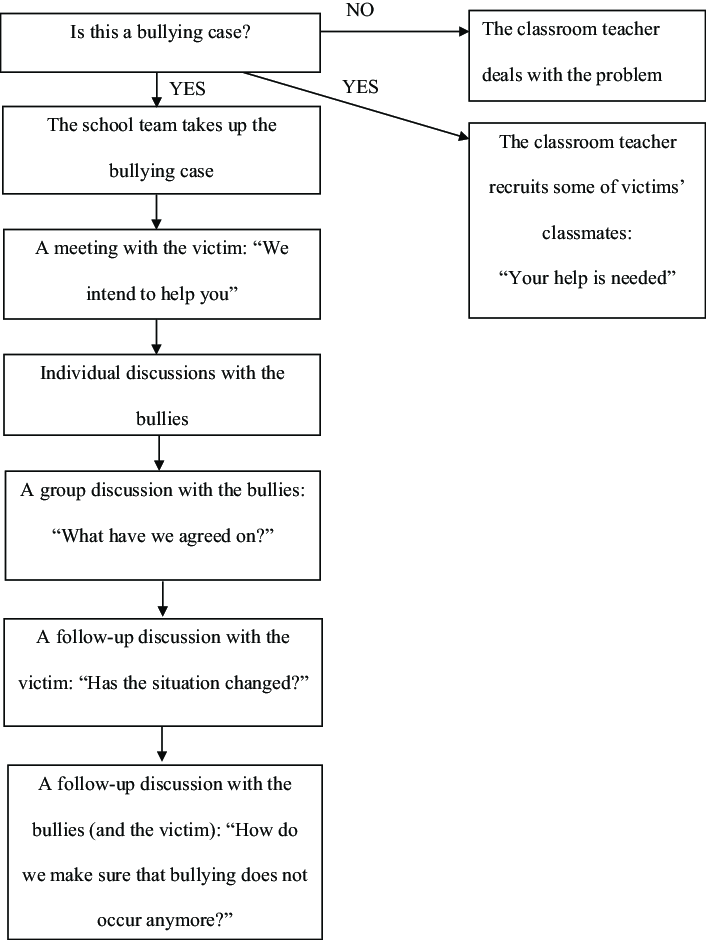 Is this a bullying case?
NO
The classroom teacher
deals with the problem
YES
YES
The school team takes up the
bullying case
The classroom teacher
recruits some of victims’
classmates:
“Your help is needed”
A meeting with the victim: “We
intend to help you”
Individual discussions with the
bullies
A group discussion with the bullies:
“What have we agreed on?”
A follow-up discussion with the
victim: “Has the situation changed?”
A follow-up discussion with the
bullies (and the victim): “How do
we make sure that bullying does not
occur anymore?”